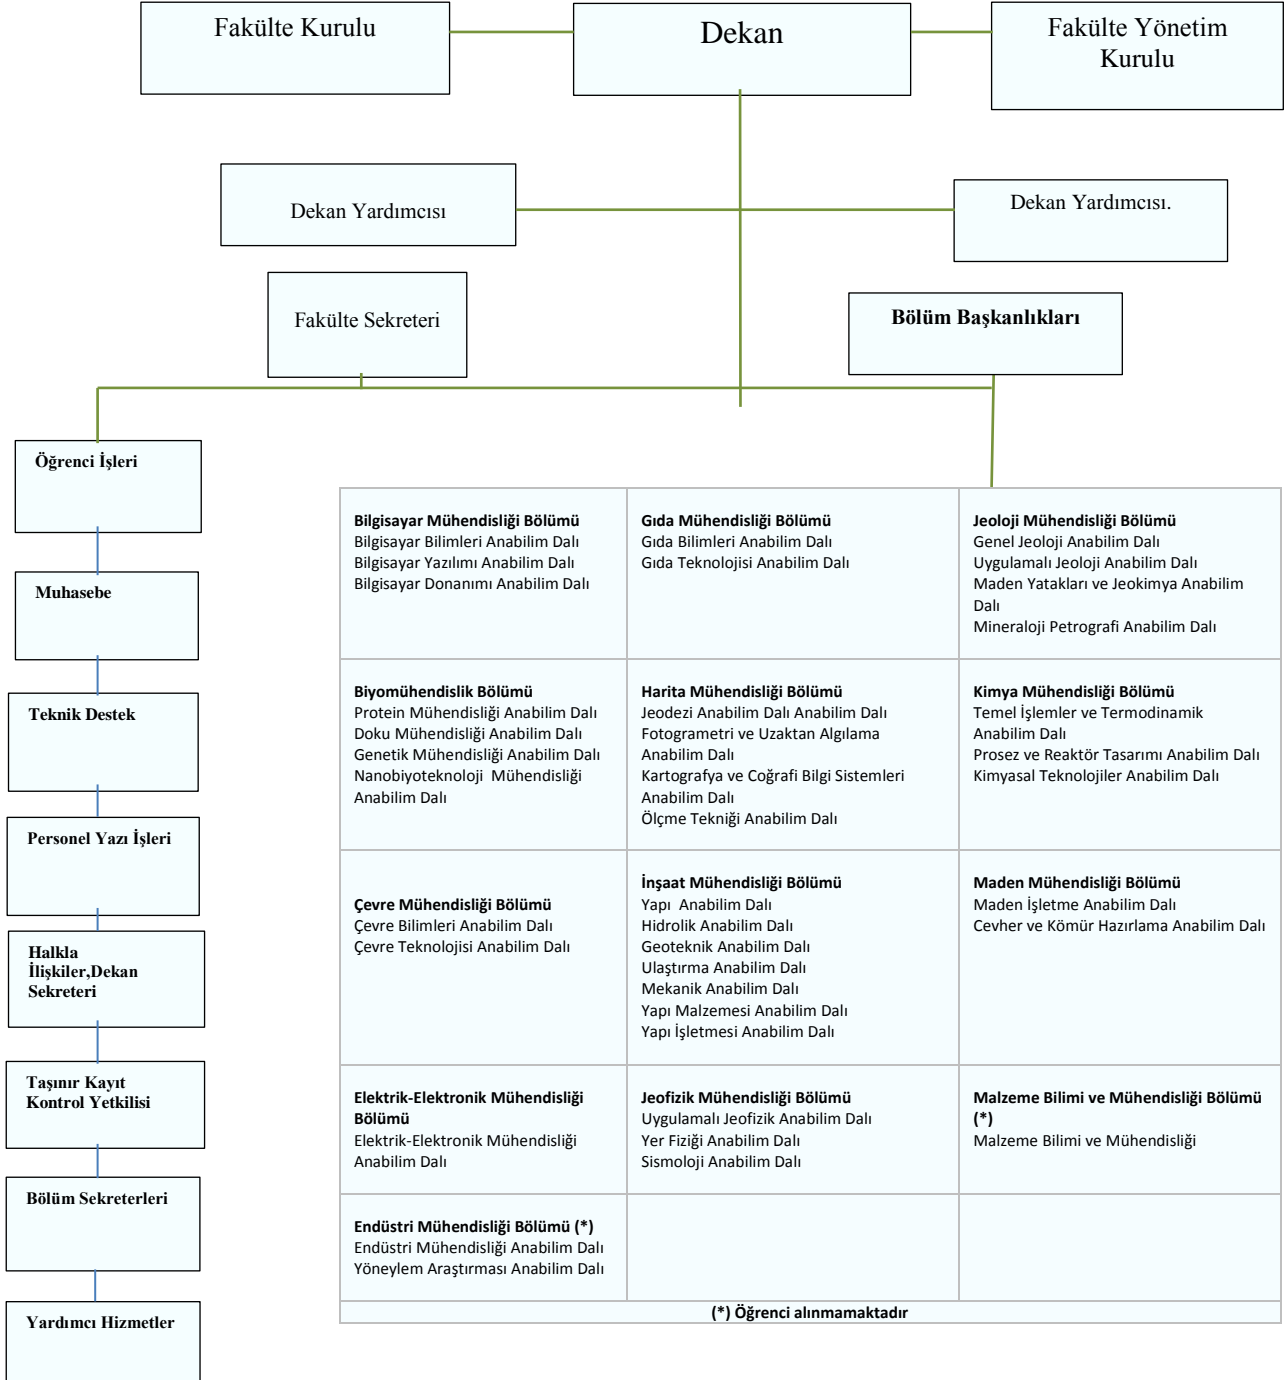 Fakülte Kurulu
Dekan
Fakülte Yönetim
Kurulu
Dekan Yardımcısı
Dekan Yardımcısı.
Fakülte Sekreteri
Bölüm Başkanlıkları
Öğrenci İşleri
Muhasebe
Teknik Destek
Personel Yazı İşleri
Halkla
İlişkiler,Dekan
Sekreteri
Taşınır Kayıt
Kontrol Yetkilisi
Bölüm Sekreterleri
Yardımcı Hizmetler
Bilgisayar Mühendisliği Bölümü
Bilgisayar Bilimleri Anabilim Dalı
Bilgisayar Yazılımı Anabilim Dalı
Bilgisayar Donanımı Anabilim Dalı
Gıda Mühendisliği Bölümü
Gıda Bilimleri Anabilim Dalı
Gıda Teknolojisi Anabilim Dalı
Jeoloji Mühendisliği Bölümü
Genel Jeoloji Anabilim Dalı
Uygulamalı Jeoloji Anabilim Dalı
Maden Yatakları ve Jeokimya Anabilim
Dalı
Mineraloji Petrografi Anabilim Dalı
Biyomühendislik Bölümü
Protein Mühendisliği Anabilim Dalı
Doku Mühendisliği Anabilim Dalı
Genetik Mühendisliği Anabilim Dalı
Nanobiyoteknoloji  Mühendisliği
Anabilim Dalı
Harita Mühendisliği Bölümü
Jeodezi Anabilim Dalı Anabilim Dalı
Fotogrametri ve Uzaktan Algılama
Anabilim Dalı
Kartografya ve Coğrafi Bilgi Sistemleri
Anabilim Dalı
Ölçme Tekniği Anabilim Dalı
Kimya Mühendisliği Bölümü
Temel İşlemler ve Termodinamik
Anabilim Dalı
Prosez ve Reaktör Tasarımı Anabilim Dalı
Kimyasal Teknolojiler Anabilim Dalı
Çevre Mühendisliği Bölümü
Çevre Bilimleri Anabilim Dalı
Çevre Teknolojisi Anabilim Dalı
İnşaat Mühendisliği Bölümü
Yapı  Anabilim Dalı
Hidrolik Anabilim Dalı
Geoteknik Anabilim Dalı
Ulaştırma Anabilim Dalı
Mekanik Anabilim Dalı
Yapı Malzemesi Anabilim Dalı
Yapı İşletmesi Anabilim Dalı
Maden Mühendisliği Bölümü
Maden İşletme Anabilim Dalı
Cevher ve Kömür Hazırlama Anabilim Dalı
Elektrik-Elektronik Mühendisliği
Bölümü
Elektrik-Elektronik Mühendisliği
Anabilim Dalı
Jeofizik Mühendisliği Bölümü
Uygulamalı Jeofizik Anabilim Dalı
Yer Fiziği Anabilim Dalı
Sismoloji Anabilim Dalı
Malzeme Bilimi ve Mühendisliği Bölümü
(*)
Malzeme Bilimi ve Mühendisliği
Endüstri Mühendisliği Bölümü (*)
Endüstri Mühendisliği Anabilim Dalı
Yöneylem Araştırması Anabilim Dalı
(*) Öğrenci alınmamaktadır